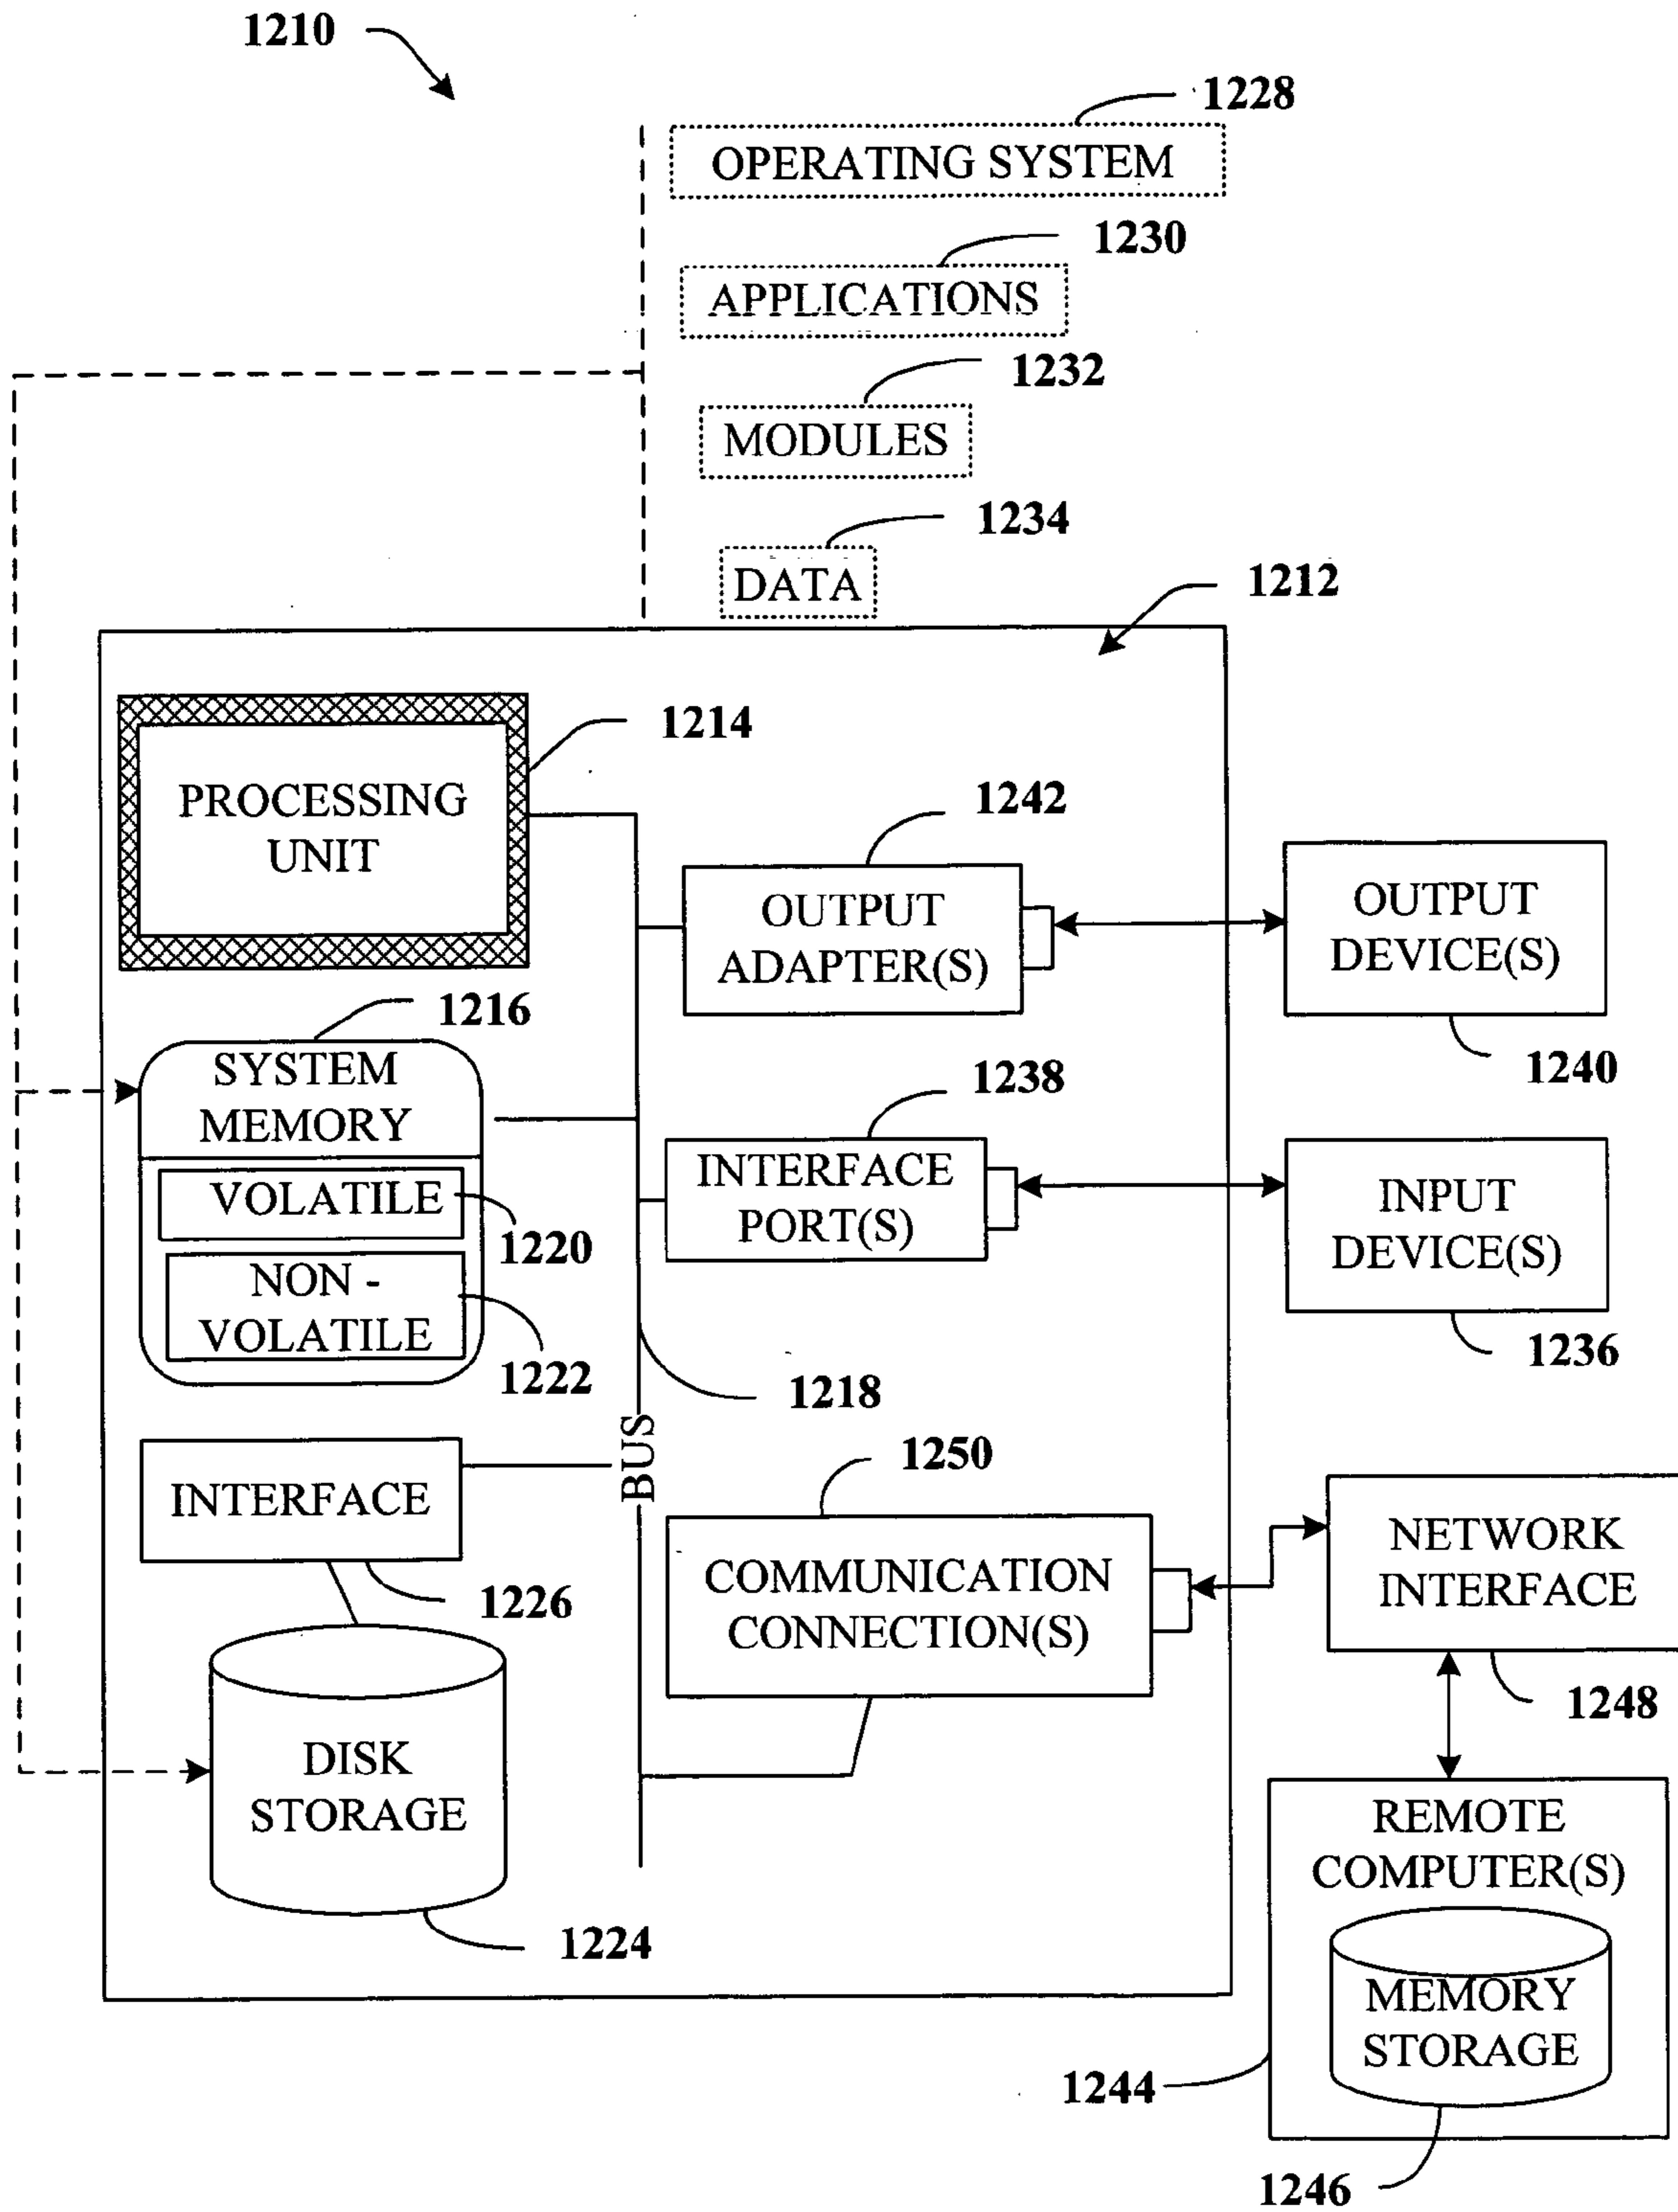 1210
1228
OPERATING SYSTEM
1230
APPLICATIONS
1232
MODULES
1234
DATA
1212
1214
PROCESSING
UNIT
1242
OUTPUT
ADAPTER(S)
OUTPUT
DEVICE(S)
1240
1216
SYSTEM
MEMORY
VOLATILE
1220
NON -
VOLATILE
1222
1238
INTERFACE
PORT(S)
INPUT
DEVICE(S)
1236
1218
BUS
INTERFACE
1226
1250
COMMUNICATION
CONNECTION(S)
NETWORK
INTERFACE
1248
DISK
STORAGE
1224
REMOTE
COMPUTER(S)
MEMORY
STORAGE
1244
1246